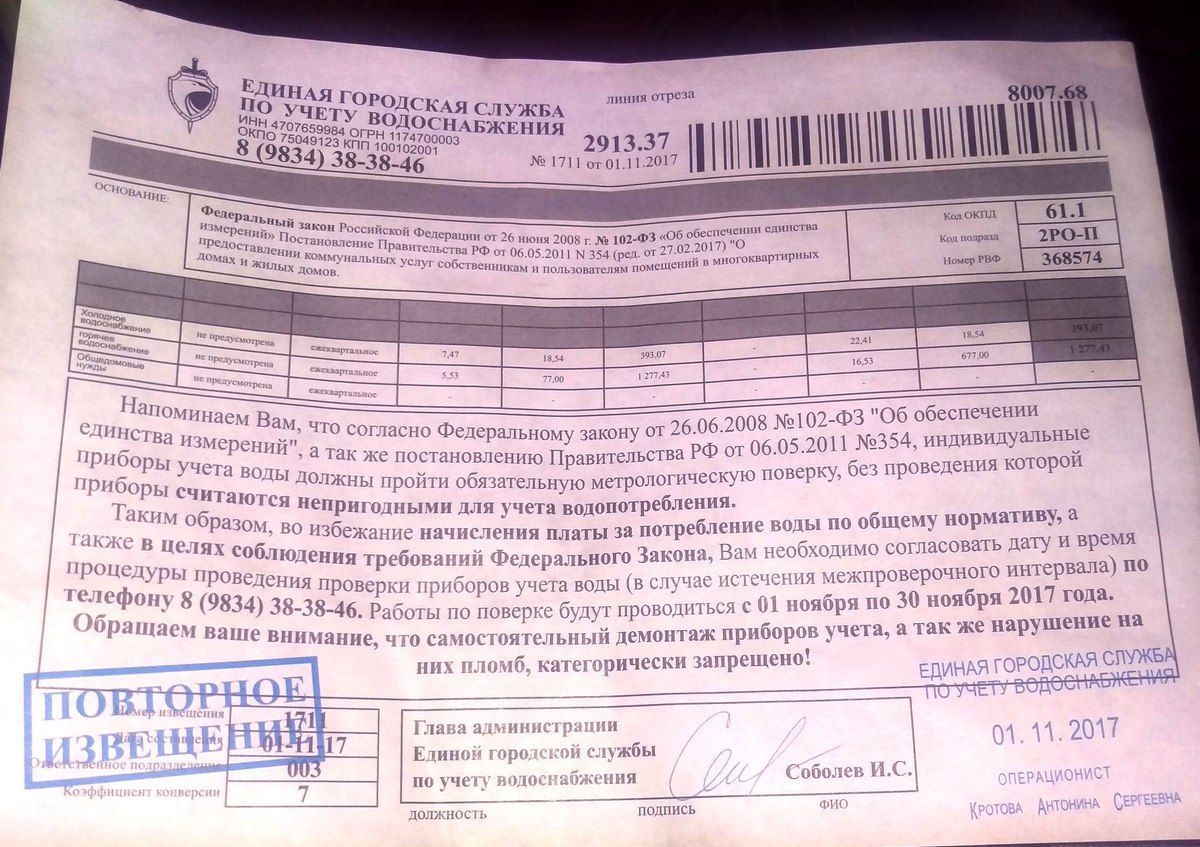 ЕДИНАЯ ГОРОДСКАЯ СЛУЖБА
ПО УЧЕТУ ВОДОСНАБЖЕНИЯ
ИНН 4707659984 ОГРН 1174700003
ОКПО 75049123 КПП 100102001
8 (9834) 38-38-46
линия отреза
2913.37
№ 1711 от 01.11.2017
8007.68
ОСНОВАНИЕ:
Федеральный закон Российской Федерации от 26 июня 2008 г. № 102-ФЗ «Об обеспечении единства
измерений» Постановление Правительства РФ от 06.05.2011 N 354 (ред. от 27.02.2017) "О
предоставлении коммунальных услуг собственникам и пользователям помещений в многоквартирных
домах и жилых домов.
Код ОКПД 61.1
Код подразд 2РО-П
Номер РВФ 368574
Холодное водоснабжение не предусмотрена ежеквартальное 7,47 18,54 393,07 - 22,41 18,54 393,07
горячее водоснабжение не предусмотрена ежеквартальное 5,53 77,00 1 277,43 - 16,53 677,00 1 277,43
Общедомовые нужды не предусмотрена ежеквартальное - - - - - - -
Напоминаем Вам, что согласно Федеральному закону от 26.06.2008 №102-ФЗ "Об обеспечении
единства измерений", а так же постановлению Правительства РФ от 06.05.2011 №354, индивидуальные
приборы учета воды должны пройти обязательную метрологическую поверку, без проведения которой
приборы считаются непригодными для учета водопотребления.
Таким образом, во избежание начисления платы за потребление воды по общему нормативу, а
также в целях соблюдения требований Федерального Закона, Вам необходимо согласовать дату и время
процедуры проведения проверки приборов учета воды (в случае истечения межпроверочного интервала) по
телефону 8 (9834) 38-38-46. Работы по поверке будут проводиться с 01 ноября по 30 ноября 2017 года.
Обращаем ваше внимание, что самостоятельный демонтаж приборов учета, а так же нарушение на
них пломб, категорически запрещено!
ПОВТОРНОЕ
ИЗВЕЩЕНИЕ
Номер извещения 1711
Дата составления 01-11-17
Ответственное подразделение 003
Коэффициент конверсии 7
Глава администрации
Единой городской службы
по учету водоснабжения
Соболев И.С.
должность
подпись
ФИО
ЕДИНАЯ ГОРОДСКАЯ СЛУЖБА
ПО УЧЕТУ ВОДОСНАБЖЕНИЯ
01. 11. 2017
ОПЕРАЦИОНИСТ
Кротова Антонина Сергеевна